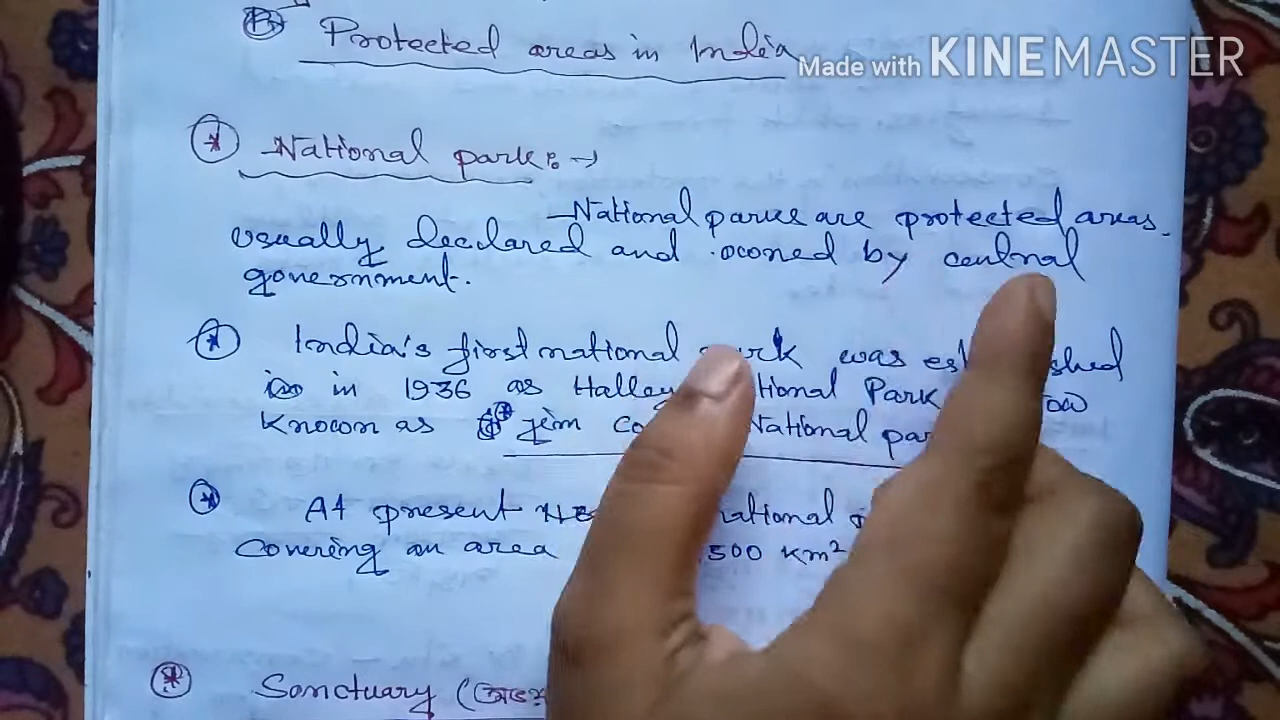 B Protected areas in India
Made with KINEMASTER
* National park :→
National parks are protected areas
usually declared and owned by central
government.
* India's first national park was established
in 1936 as Halley National Park now
known as Jim National park
* At present national
covering an area 500 Km²
* Sanctuary (